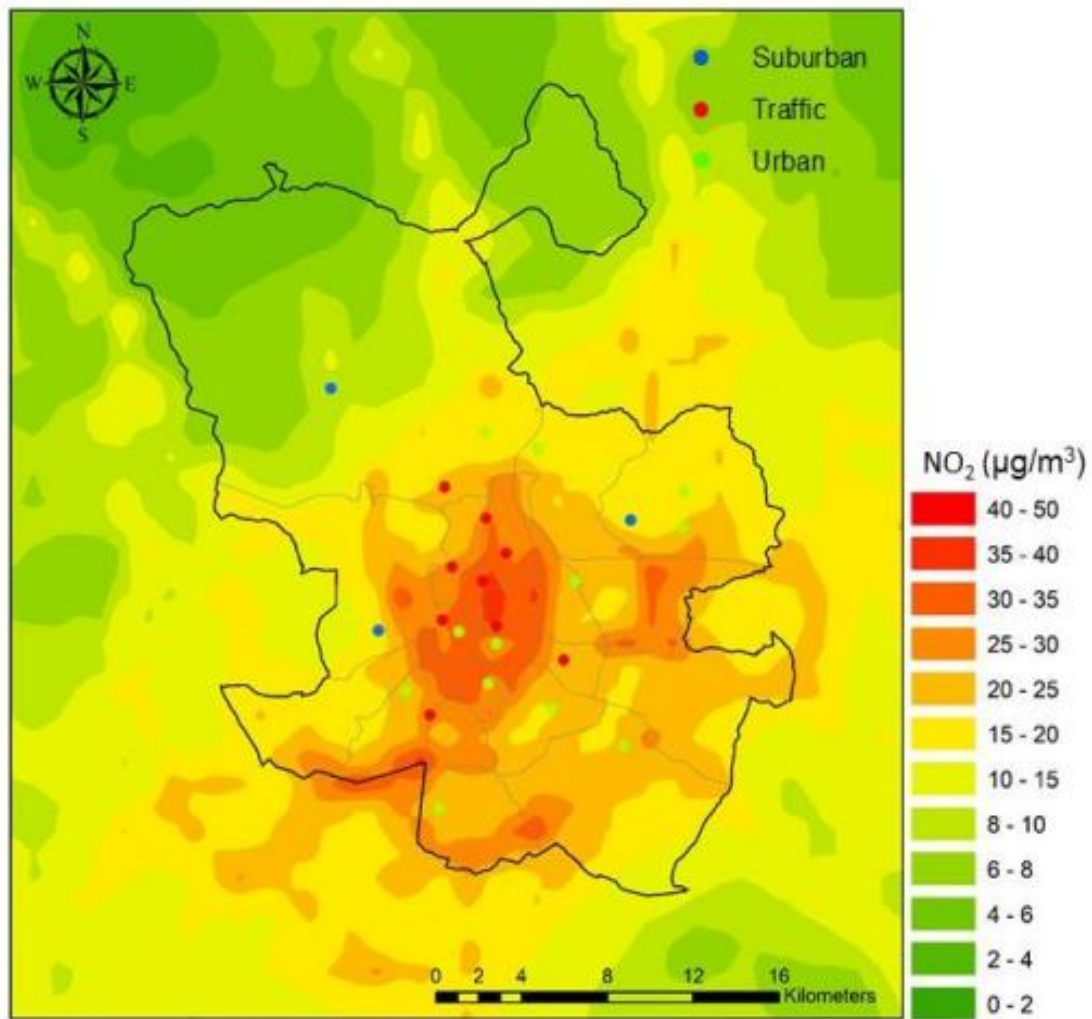 N
W E
S
Suburban
Traffic
Urban
NO₂ (µg/m³)
40 - 50
35 - 40
30 - 35
25 - 30
20 - 25
15 - 20
10 - 15
8 - 10
6 - 8
4 - 6
2 - 4
0 - 2
0 2 4 8 12 16
Kilometers